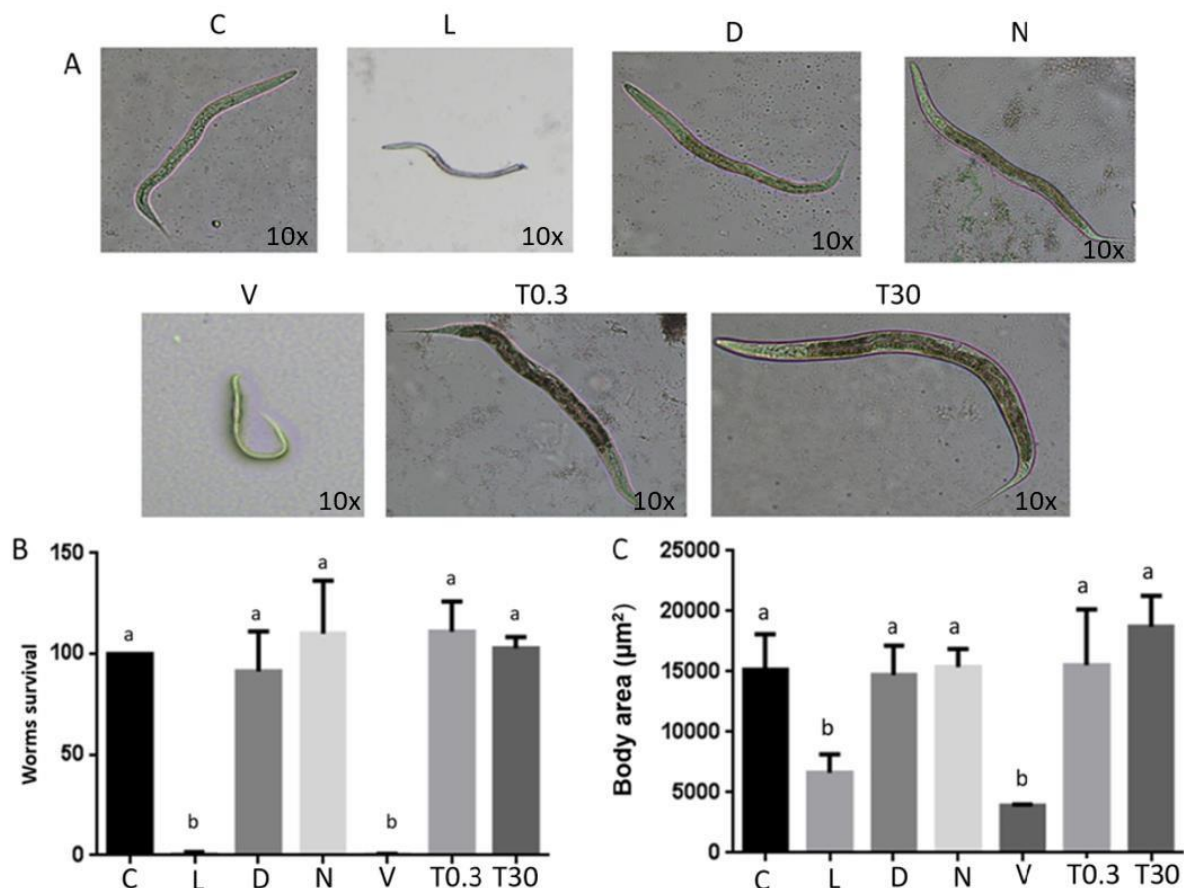 C L D N
A
10x 10x 10x 10x
V T0.3 T30
10x 10x 10x
B
150
100
50
0
Worms survival
a b a a b a a
C L D N V T0.3 T30
C
25000
20000
15000
10000
5000
0
Body area (µm²)
a b a a b a a
C L D N V T0.3 T30